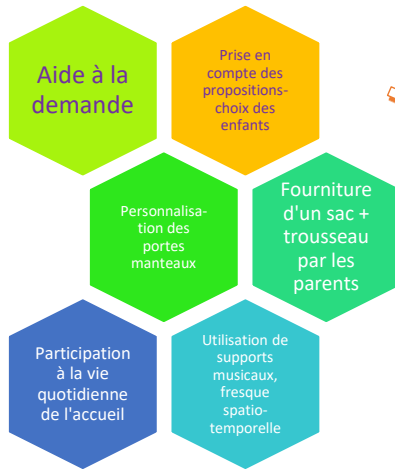 Aide à la
demande
Prise en
compte des
propositions-
choix des
enfants
Personnalisa-
tion des
portes
manteaux
Fourniture
d'un sac +
trousseau
par les
parents
Participation
à la vie
quotidienne
de l'accueil
Utilisation de
supports
musicaux,
fresque
spatio-
temporelle